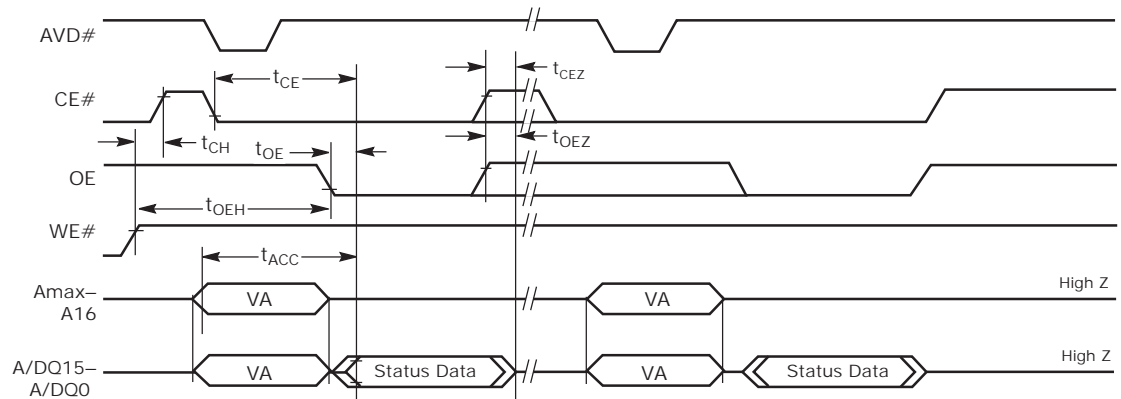 AVD#
tCE
tCEZ
CE#
tCH
tOE
tOEZ
OE
tOEH
WE#
tACC
Amax–
A16
VA
VA
High Z
A/DQ15–
A/DQ0
VA
Status Data
VA
Status Data
High Z